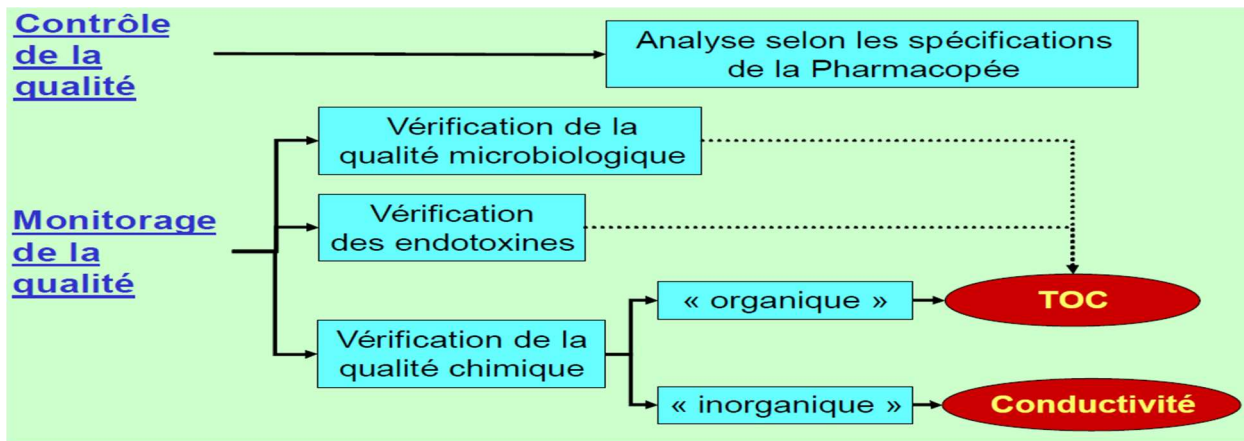 Contrôle
de la
qualité
Analyse selon les spécifications
de la Pharmacopée
Monitorage
de la
qualité
Vérification de la
qualité microbiologique
Vérification
des endotoxines
Vérification de la
qualité chimique
« organique »
TOC
« inorganique »
Conductivité